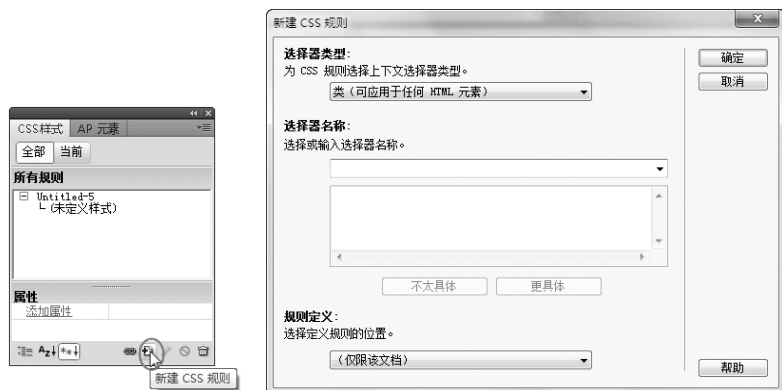 CSS样式 AP 元素
全部 当前
所有规则
Untitled-5
(未定义样式)
属性
添加属性
新建 CSS 规则
新建 CSS 规则
选择器类型:
为 CSS 规则选择上下文选择器类型。
类(可应用于任何 HTML 元素)
选择器名称:
选择或输入选择器名称。
不太具体 更具体
规则定义:
选择定义规则的位置。
(仅限该文档)
确定
取消
帮助